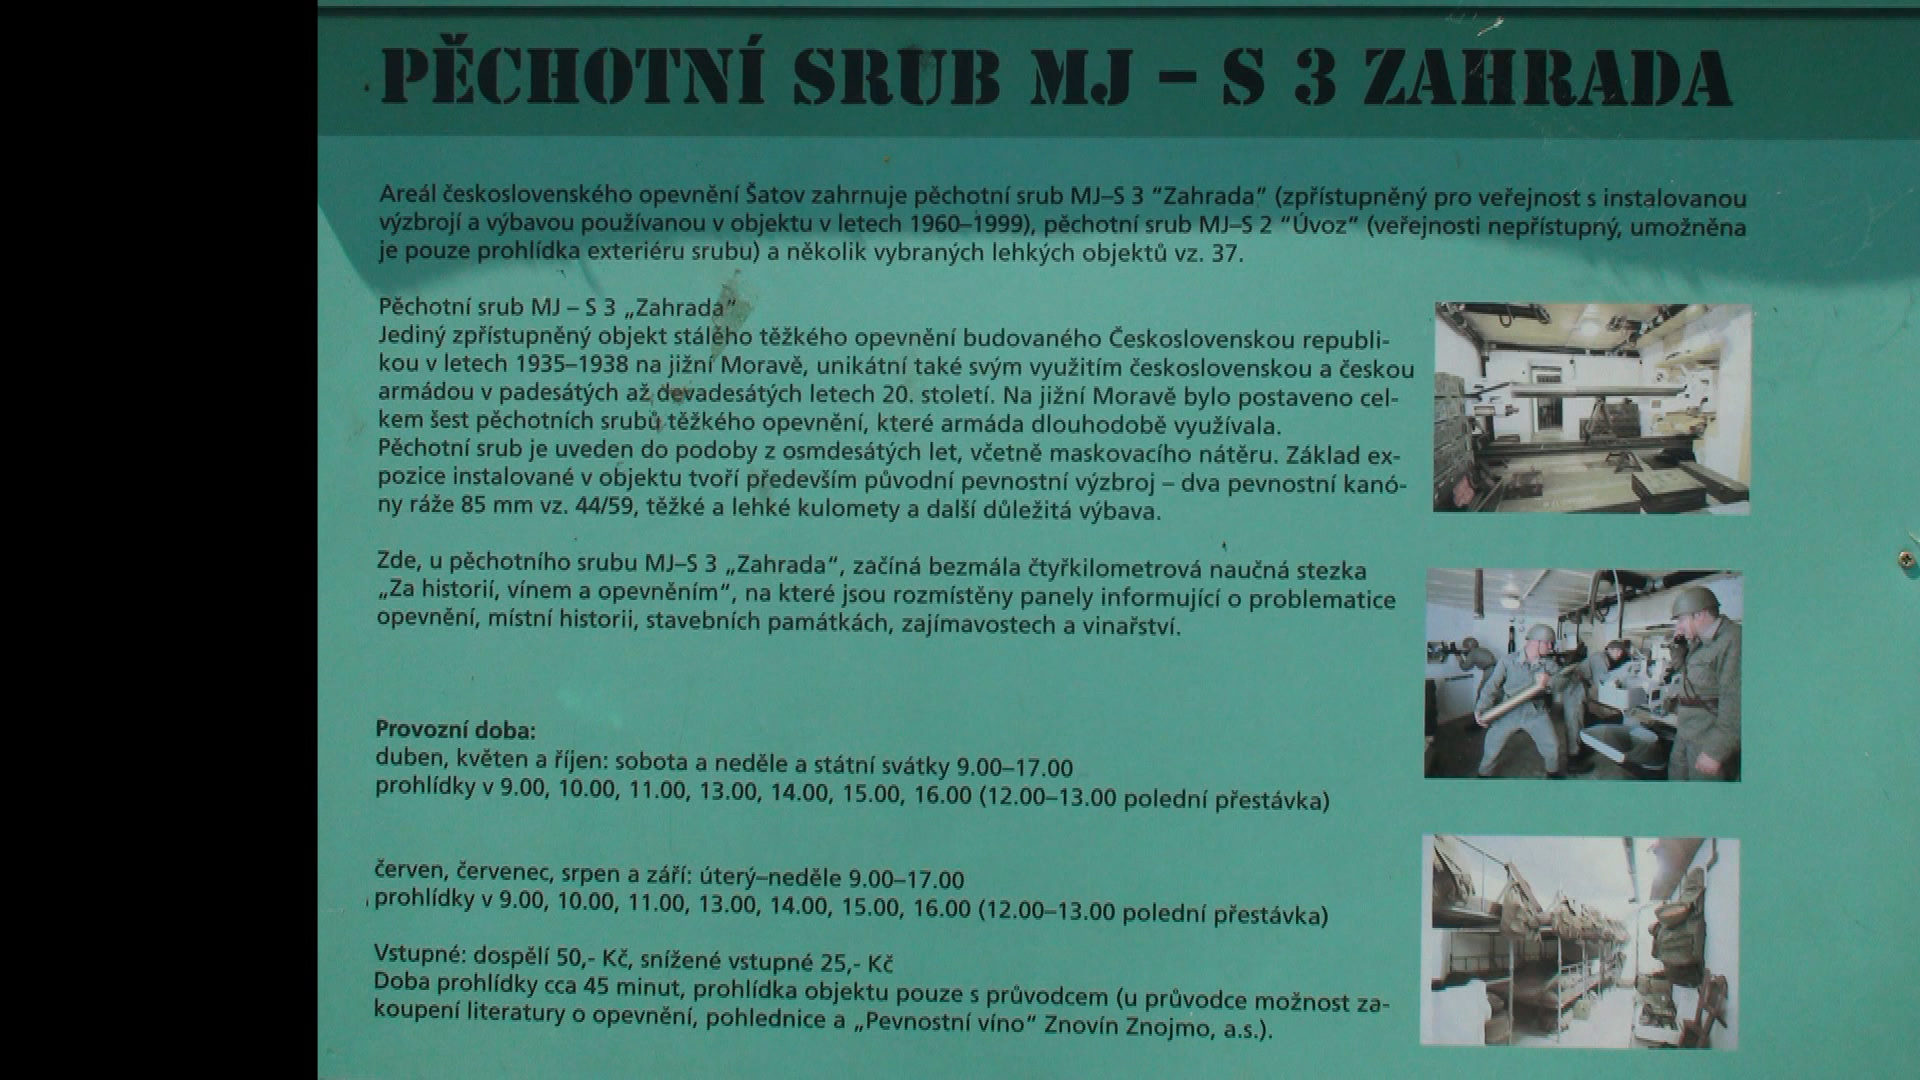 PĚCHOTNÍ SRUB MJ – S 3 ZAHRADA
Areál československého opevnění Šatov zahrnuje pěchotní srub MJ–S 3 "Zahrada" (zpřístupněný pro veřejnost s instalovanou
výzbrojí a výbavou používanou v objektu v letech 1960–1999), pěchotní srub MJ–S 2 "Úvoz" (veřejnosti nepřístupný, umožněna
je pouze prohlídka exteriéru srubu) a několik vybraných lehkých objektů vz. 37.
Pěchotní srub MJ – S 3 „Zahrada“
Jediný zpřístupněný objekt stálého těžkého opevnění budovaného Československou republi-
kou v letech 1935–1938 na jižní Moravě, unikátní také svým využitím československou a českou
armádou v padesátých až devadesátých letech 20. století. Na jižní Moravě bylo postaveno cel-
kem šest pěchotních srubů těžkého opevnění, které armáda dlouhodobě využívala.
Pěchotní srub je uveden do podoby z osmdesátých let, včetně maskovacího nátěru. Základ ex-
pozice instalované v objektu tvoří především původní pevnostní výzbroj – dva pevnostní kanó-
ny ráže 85 mm vz. 44/59, těžké a lehké kulomety a další důležitá výbava.
Zde, u pěchotního srubu MJ–S 3 „Zahrada“, začíná bezmála čtyřkilometrová naučná stezka
„Za historií, vínem a opevněním“, na které jsou rozmístěny panely informující o problematice
opevnění, místní historii, stavebních památkách, zajímavostech a vinařství.
Provozní doba:
duben, květen a říjen: sobota a neděle a státní svátky 9.00–17.00
prohlídky v 9.00, 10.00, 11.00, 13.00, 14.00, 15.00, 16.00 (12.00–13.00 polední přestávka)
červen, červenec, srpen a září: úterý–neděle 9.00–17.00
prohlídky v 9.00, 10.00, 11.00, 13.00, 14.00, 15.00, 16.00 (12.00–13.00 polední přestávka)
Vstupné: dospělí 50,- Kč, snížené vstupné 25,- Kč
Doba prohlídky cca 45 minut, prohlídka objektu pouze s průvodcem (u průvodce možnost za-
koupení literatury o opevnění, pohlednice a „Pevnostní víno“ Znovín Znojmo, a.s.).